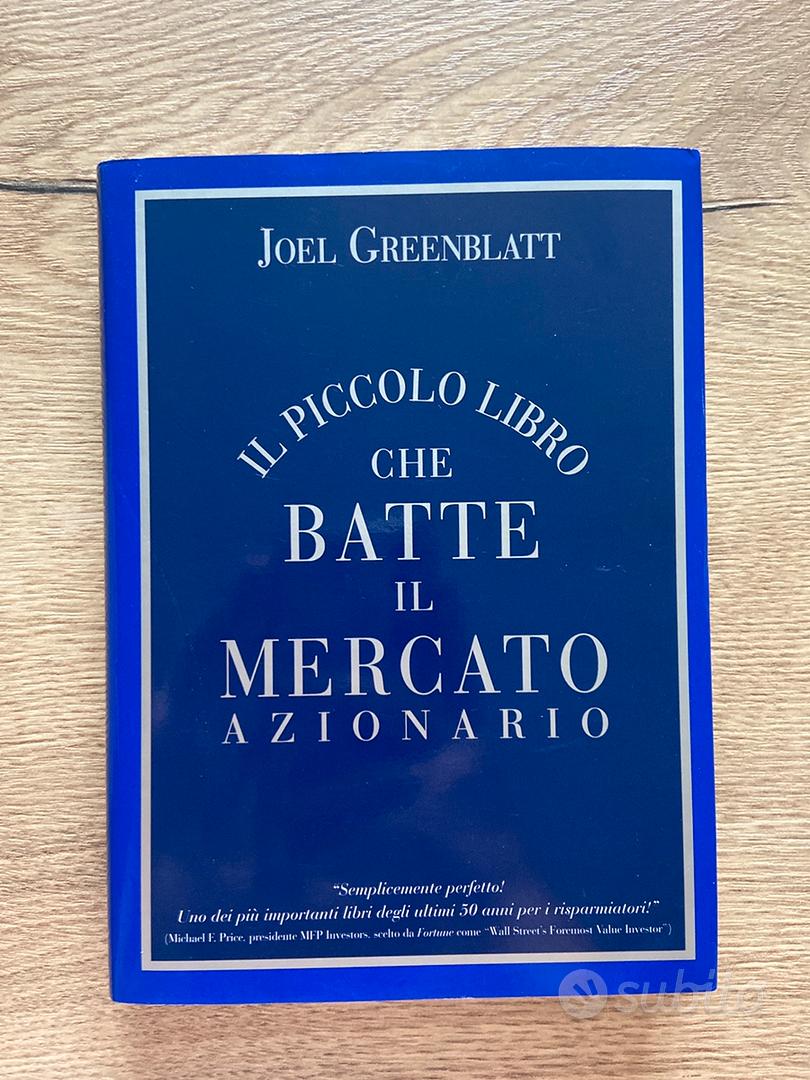 JOEL GREENBLATT
IL PICCOLO LIBRO
CHE
BATTE
IL
MERCATO
AZIONARIO
“Semplicemente perfetto!
Uno dei più importanti libri degli ultimi 50 anni per i risparmiatori!”
(Michael F. Price, presidente MFP Investors, scelto da Fortune come “Wall Street's Foremost Value Investor”)
subito